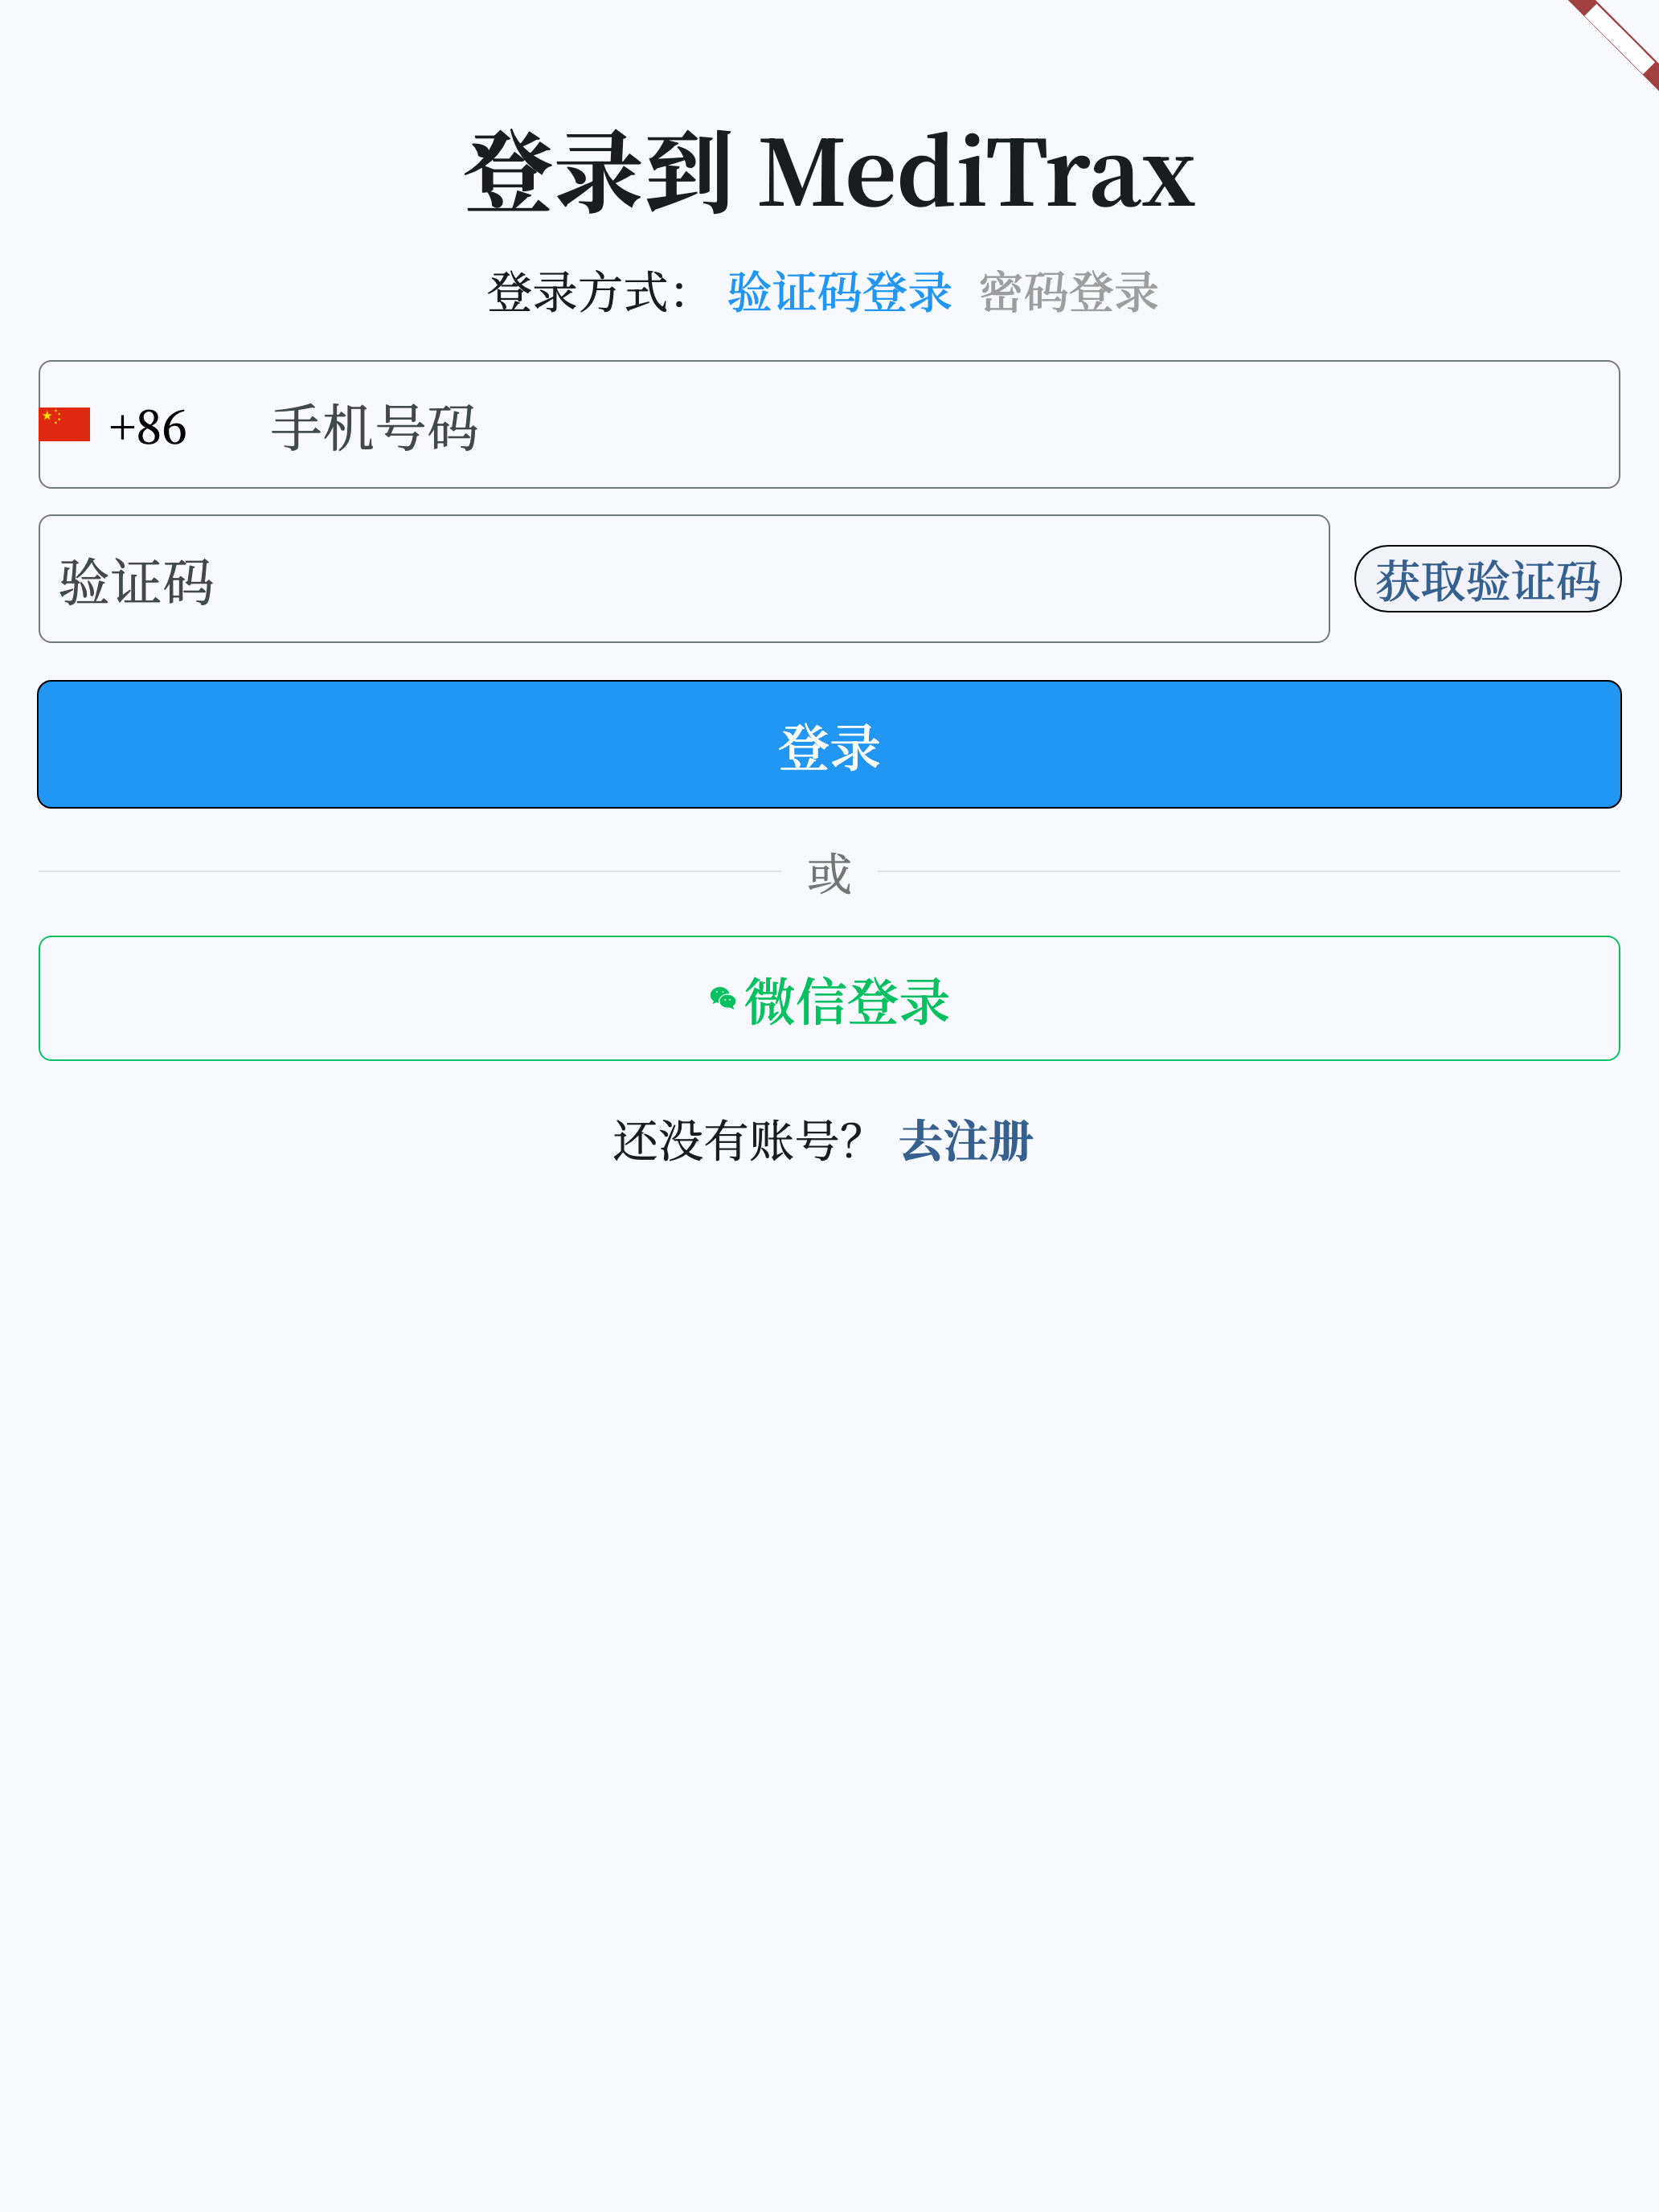 登录到 MediTrax
登录方式： 验证码登录 密码登录
+86 手机号码
验证码 获取验证码
登录
或
微信登录
还没有账号？ 去注册